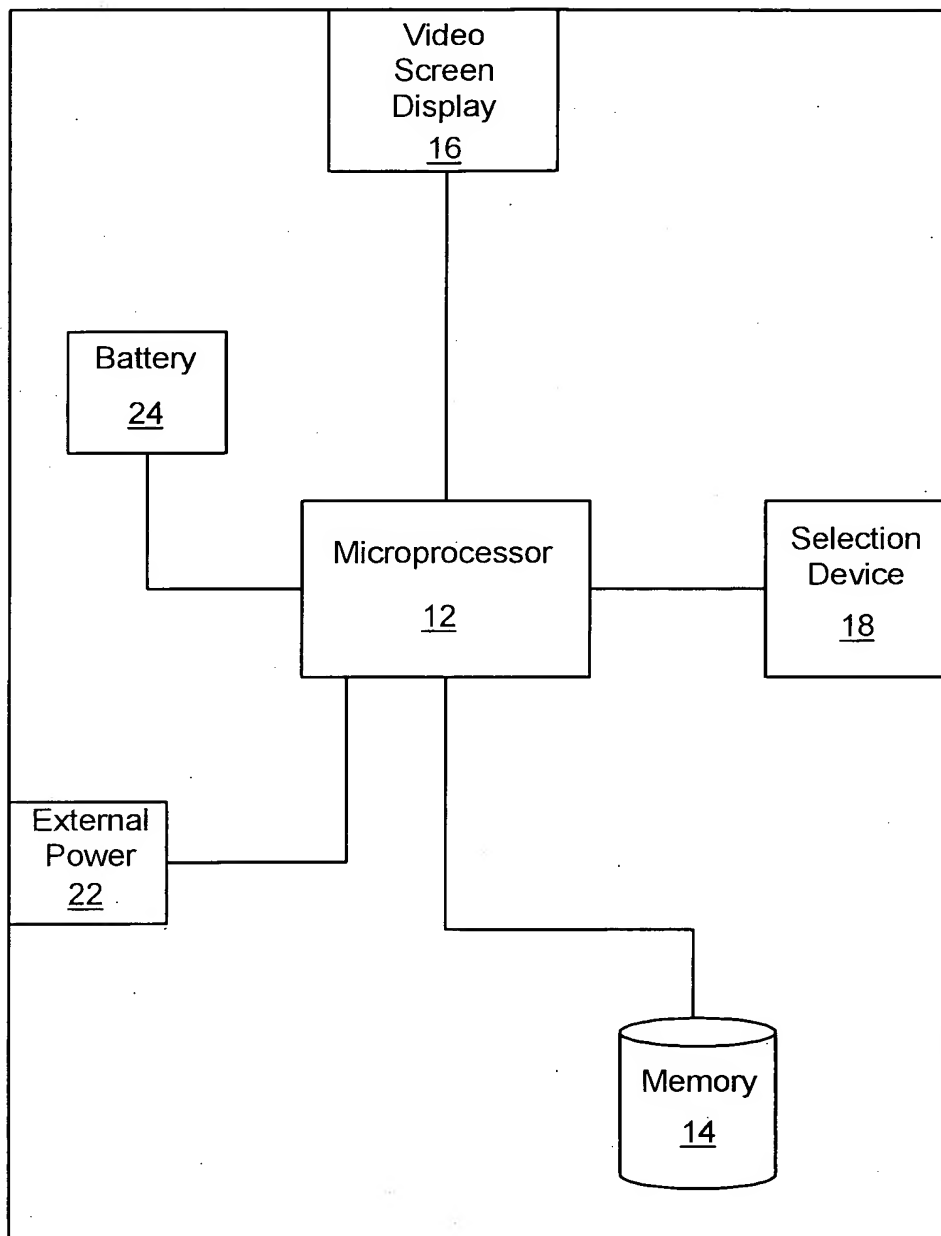 Video
Screen
Display
16
Battery
24
Microprocessor
12
Selection
Device
18
External
Power
22
Memory
14